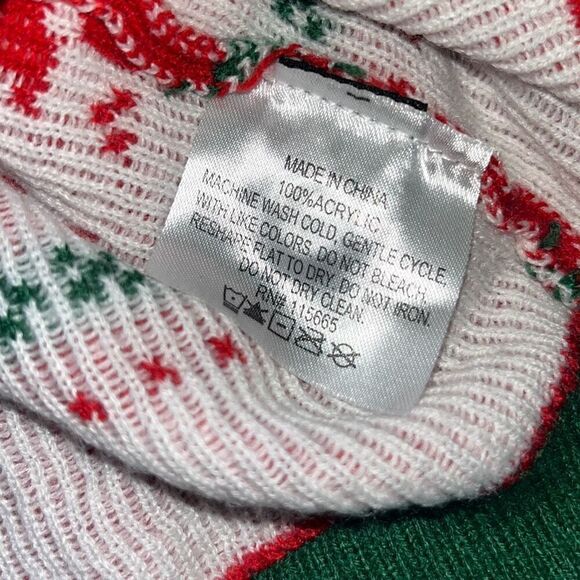 MADE IN CHINA
100%ACRYLIC
MACHINE WASH COLD. GENTLE CYCLE.
WITH LIKE COLORS. DO NOT BLEACH.
RESHAPE FLAT TO DRY. DO NOT IRON.
DO NOT DRY CLEAN.
RN# 115665